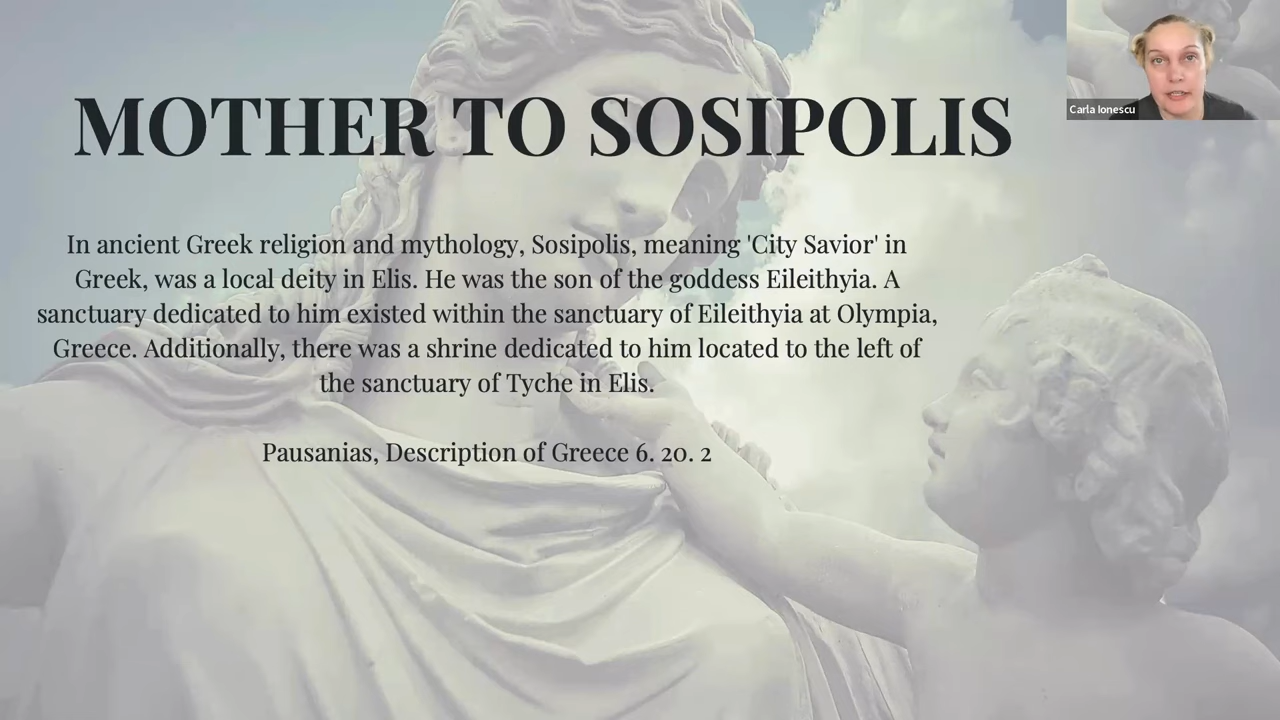 MOTHER TO SOSIPOLIS
Carla Ionescu
In ancient Greek religion and mythology, Sosipolis, meaning 'City Savior' in
Greek, was a local deity in Elis. He was the son of the goddess Eileithyia. A
sanctuary dedicated to him existed within the sanctuary of Eileithyia at Olympia,
Greece. Additionally, there was a shrine dedicated to him located to the left of
the sanctuary of Tyche in Elis.
Pausanias, Description of Greece 6. 20. 2